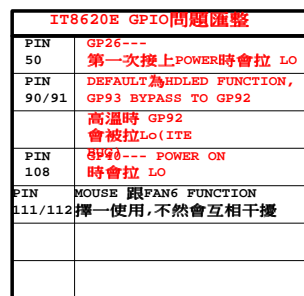 IT8620E GPIO問題匯整
PIN 50
GP26---
第一次接上POWER時會拉 LO
PIN 90/91
DEFAULT為HDLED FUNCTION,
GP93 BYPASS TO GP92
高溫時 GP92
會被拉Lo(ITE
BUG)
PIN 108
GP40--- POWER ON
時會拉 LO
PIN 111/112
MOUSE 跟FAN6 FUNCTION
擇一使用,不然會互相干擾